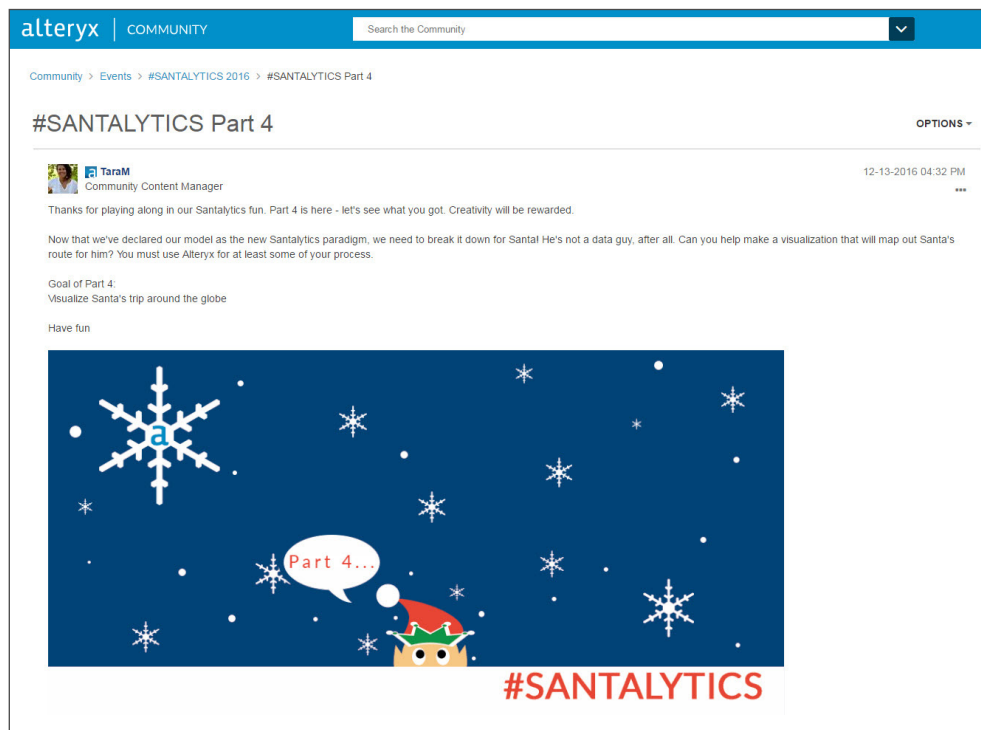 alteryx | COMMUNITY
Search the Community
Community > Events > #SANTALYTICS 2016 > #SANTALYTICS Part 4
#SANTALYTICS Part 4
OPTIONS
a TaraM
12-13-2016 04:32 PM
Community Content Manager
Thanks for playing along in our Santalytics fun. Part 4 is here - let's see what you got. Creativity will be rewarded.
Now that we've declared our model as the new Santalytics paradigm, we need to break it down for Santa! He's not a data guy, after all. Can you help make a visualization that will map out Santa's
route for him? You must use Alteryx for at least some of your process.
Goal of Part 4:
Visualize Santa's trip around the globe
Have fun
a
Part 4...
#SANTALYTICS